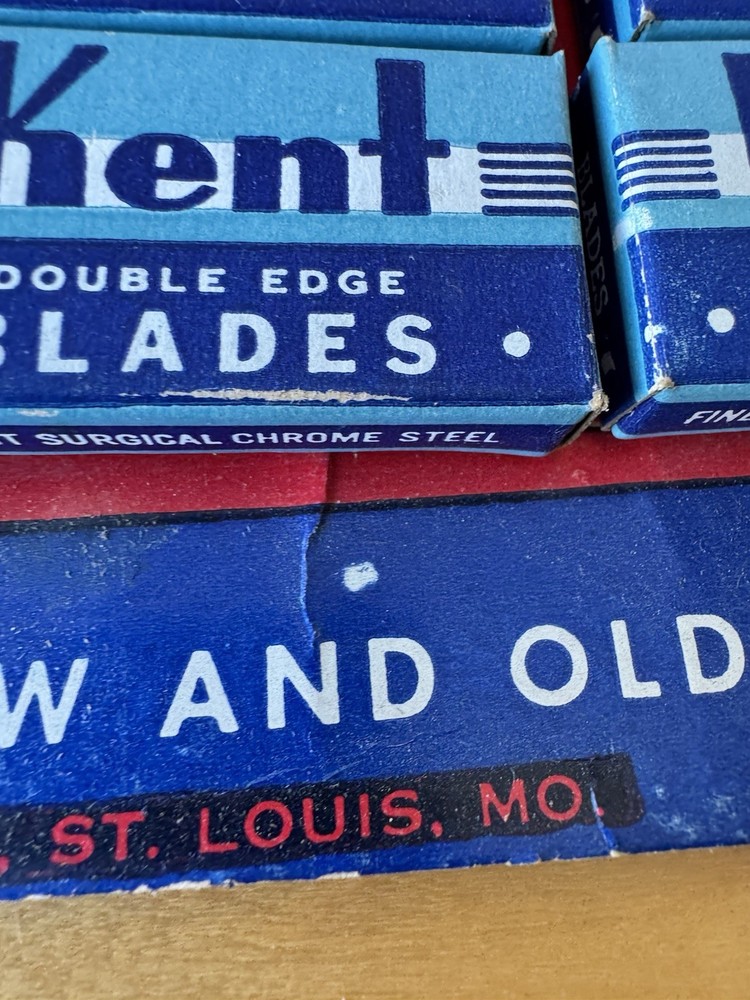 Kent
DOUBLE EDGE
BLADES •
T SURGICAL CHROME STEEL
BLADES
•
FINE
W AND OLD
, ST. LOUIS, MO.